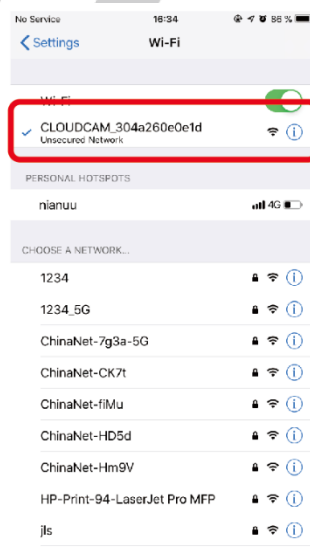 No Service 16:34 86 %
Settings Wi-Fi
Wi-Fi
CLOUDCAM_304a260e0e1d
Unsecured Network
PERSONAL HOTSPOTS
nianuu 4G
CHOOSE A NETWORK...
1234
1234_5G
ChinaNet-7g3a-5G
ChinaNet-CK7t
ChinaNet-fiMu
ChinaNet-HD5d
ChinaNet-Hm9V
HP-Print-94-LaserJet Pro MFP
jls